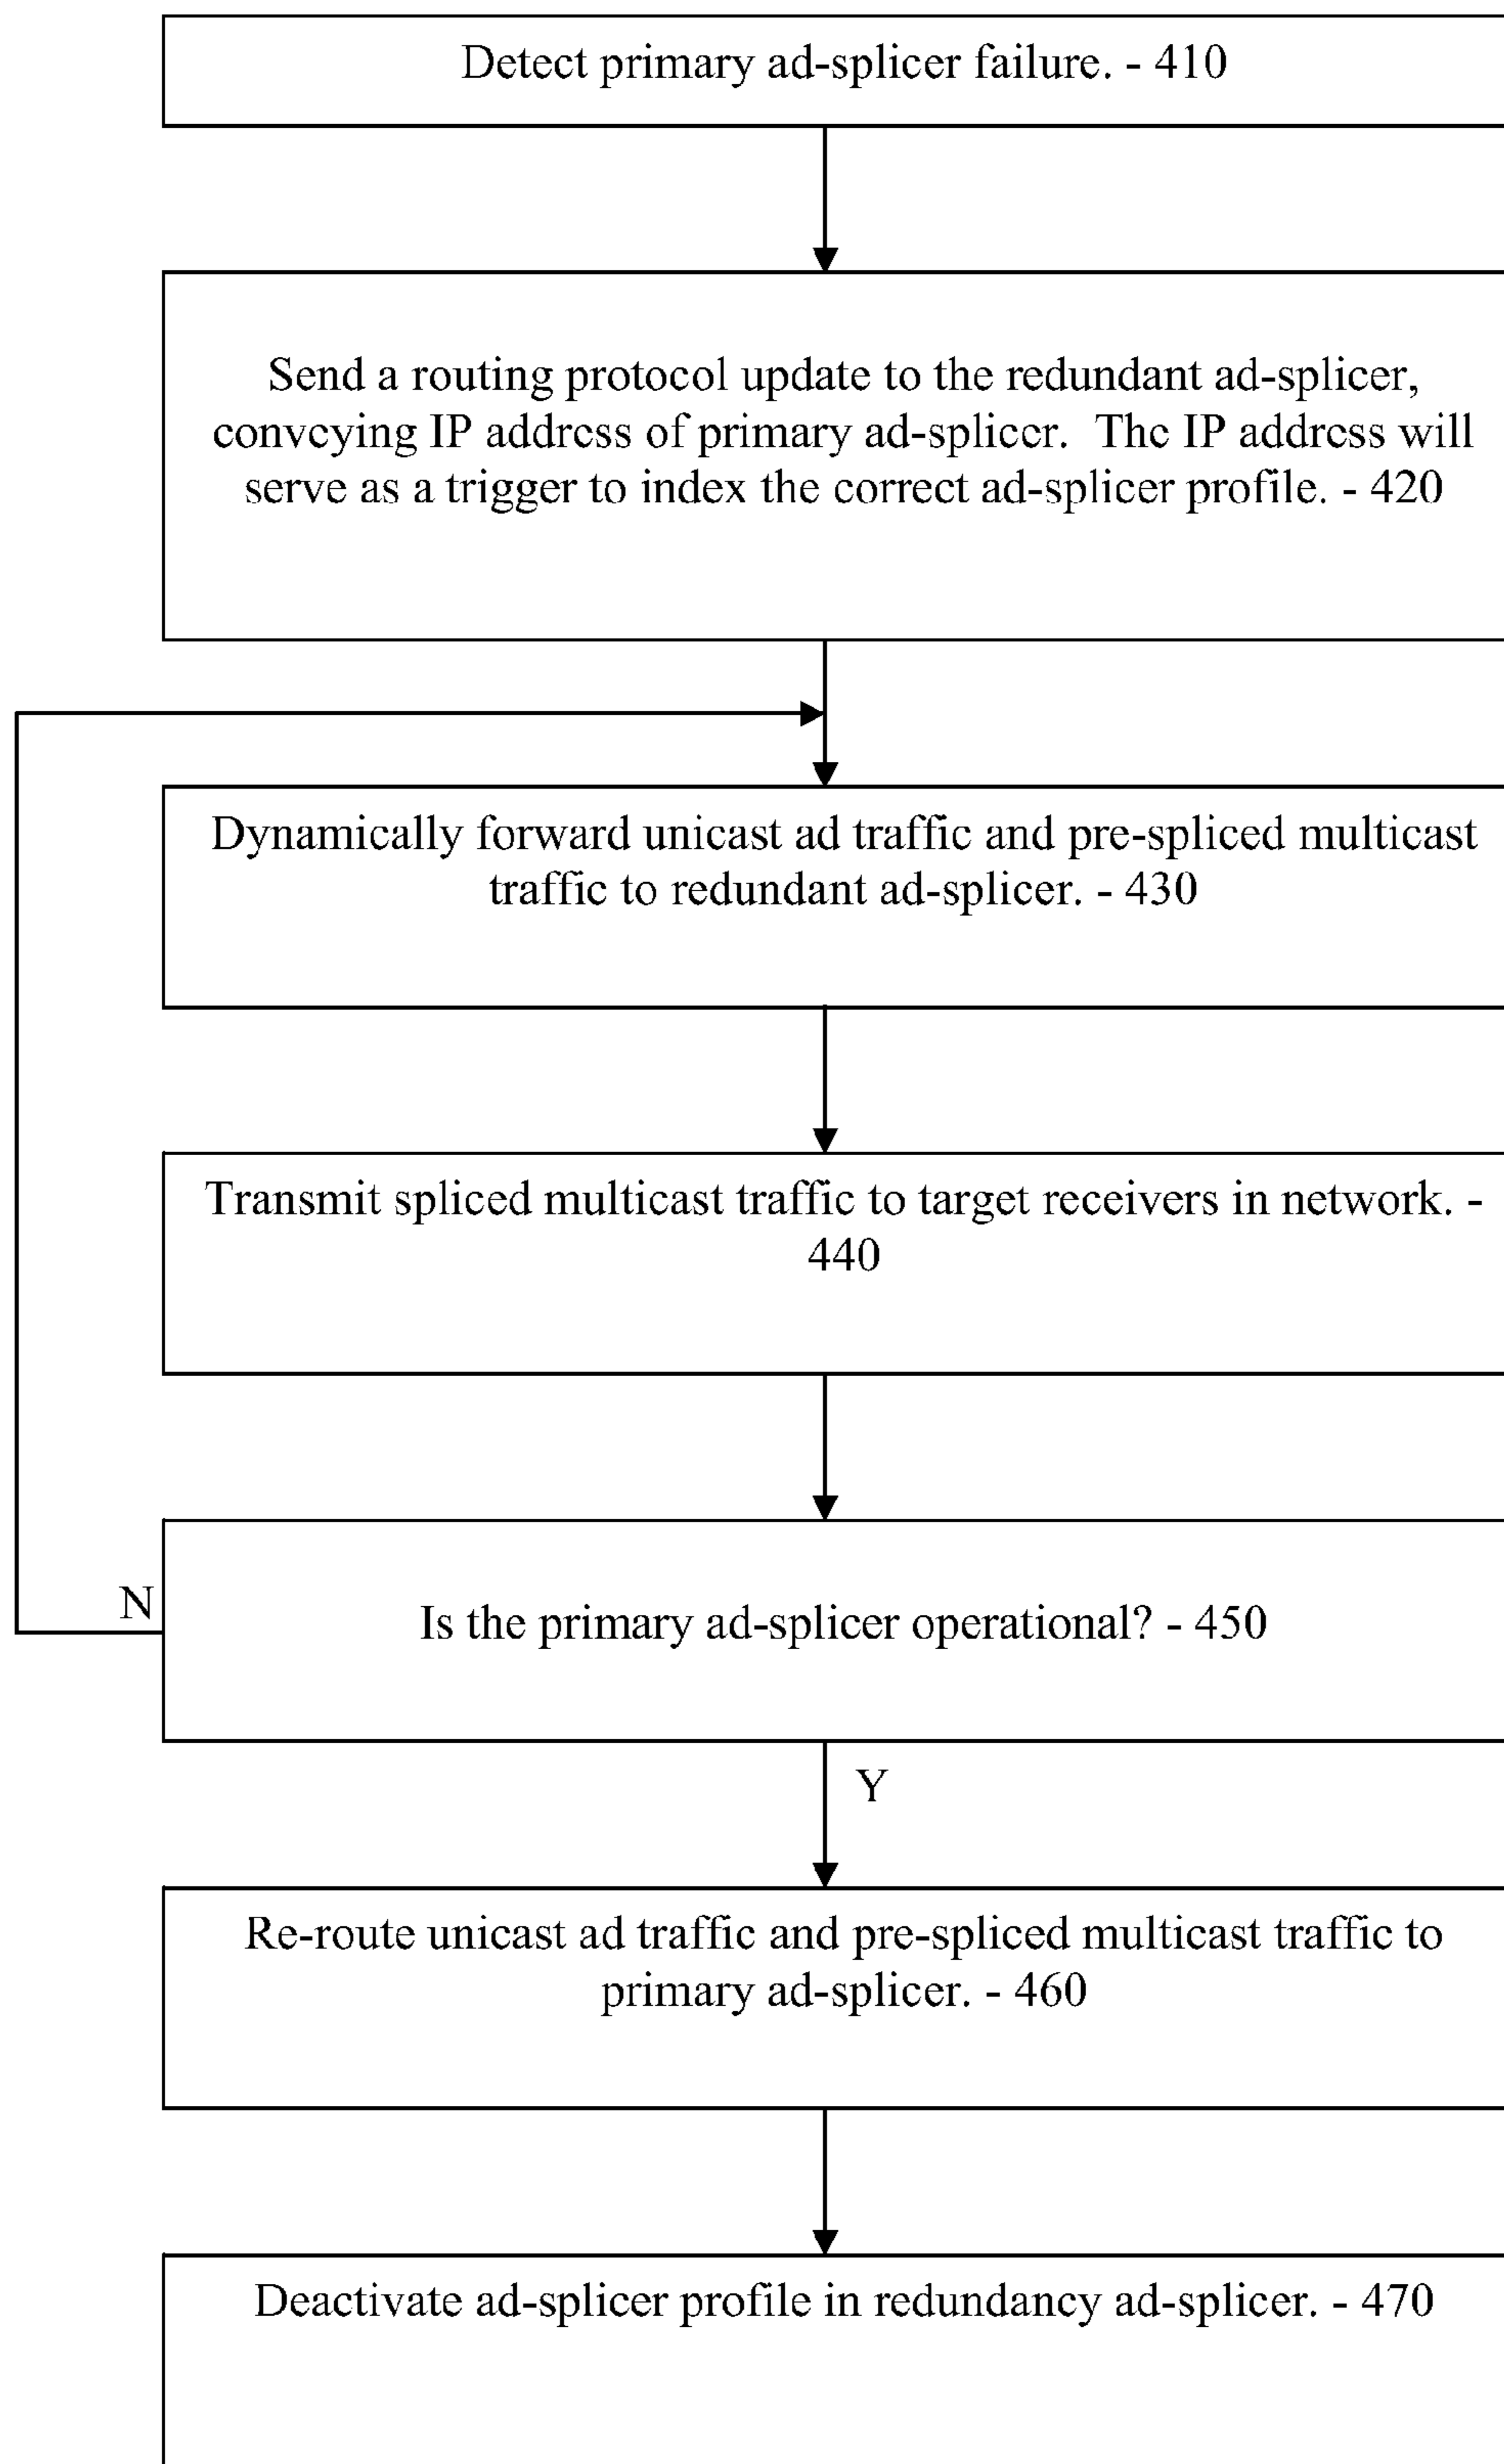 Detect primary ad-splicer failure. - 410
Send a routing protocol update to the redundant ad-splicer,
conveying IP address of primary ad-splicer.  The IP address will
serve as a trigger to index the correct ad-splicer profile. - 420
Dynamically forward unicast ad traffic and pre-spliced multicast
traffic to redundant ad-splicer. - 430
Transmit spliced multicast traffic to target receivers in network. -
440
N
Is the primary ad-splicer operational? - 450
Y
Re-route unicast ad traffic and pre-spliced multicast traffic to
primary ad-splicer. - 460
Deactivate ad-splicer profile in redundancy ad-splicer. - 470